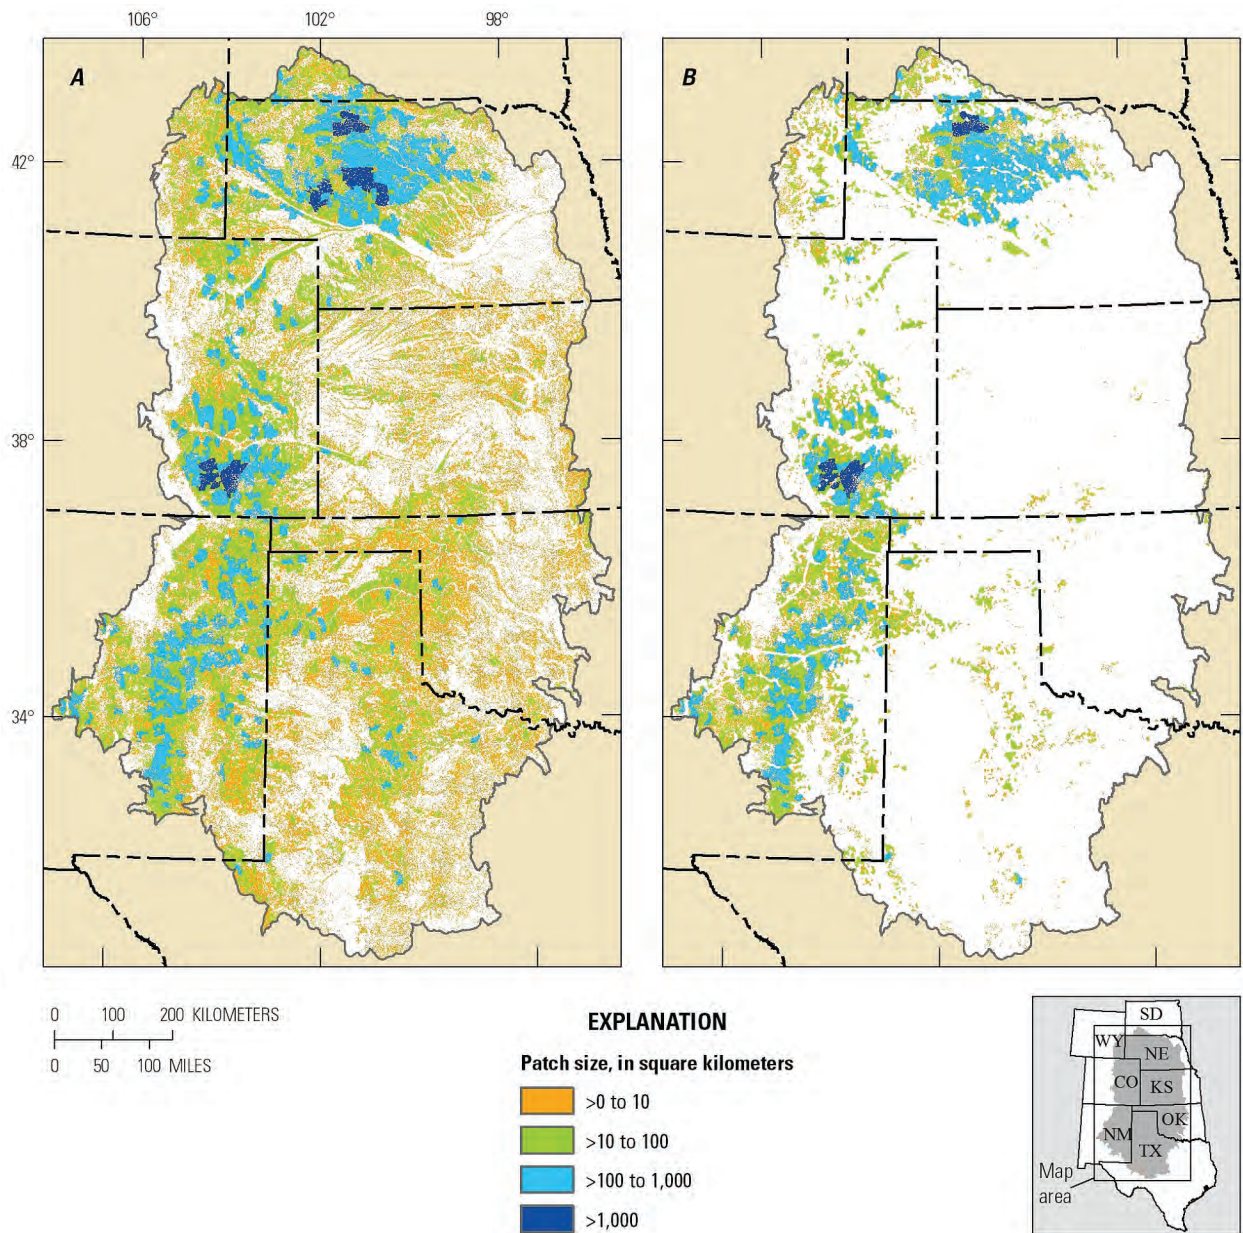 106° 102° 98°
A B
42°
38°
34°
0 100 200 KILOMETERS
0 50 100 MILES
EXPLANATION
Patch size, in square kilometers
>0 to 10
>10 to 100
>100 to 1,000
>1,000
SD
WY NE
CO KS
NM OK
TX
Map
area